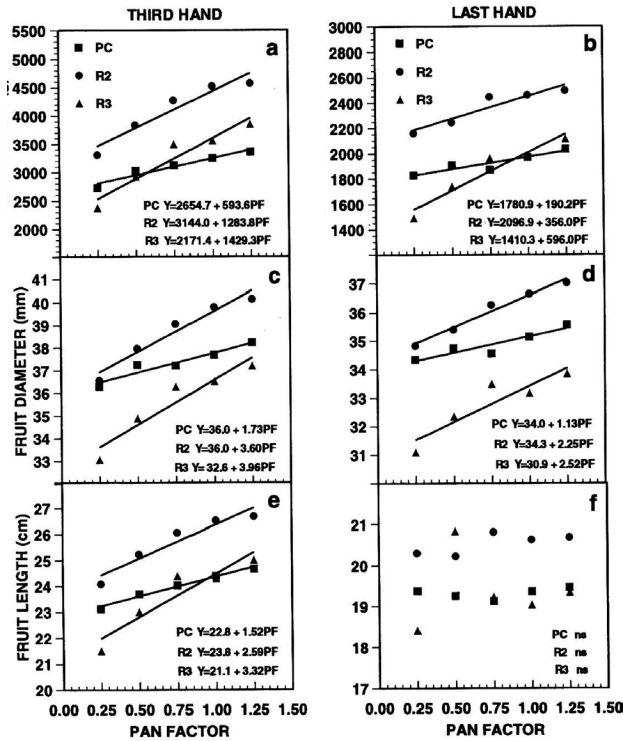 THIRD HAND
LAST HAND
a
PC
R2
R3
5500
5000
4500
4000
3500
3000
2500
PC Y=2654.7 + 593.6PF
R2 Y=3144.0 + 1283.8PF
R3 Y=2171.4 + 1429.3PF
b
PC
R2
R3
3000
2800
2600
2400
2200
2000
1800
1600
1400
PC Y=1780.9 + 190.2PF
R2 Y=2096.9 + 356.0PF
R3 Y=1410.3 + 596.0PF
FRUIT DIAMETER (mm)
c
41
40
39
38
37
36
35
34
33
PC Y=36.0 + 1.73PF
R2 Y=36.0 + 3.60PF
R3 Y=32.6 + 3.96PF
d
37
36
35
34
33
32
31
PC Y=34.0 + 1.13PF
R2 Y=34.3 + 2.25PF
R3 Y=30.9 + 2.52PF
FRUIT LENGTH (cm)
e
27
26
25
24
23
22
21
20
PC Y=22.8 + 1.52PF
R2 Y=23.8 + 2.59PF
R3 Y=21.1 + 3.32PF
0.00 0.25 0.50 0.75 1.00 1.25 1.50
PAN FACTOR
f
21
20
19
18
17
PC ns
R2 ns
R3 ns
0.00 0.25 0.50 0.75 1.00 1.25 1.50
PAN FACTOR